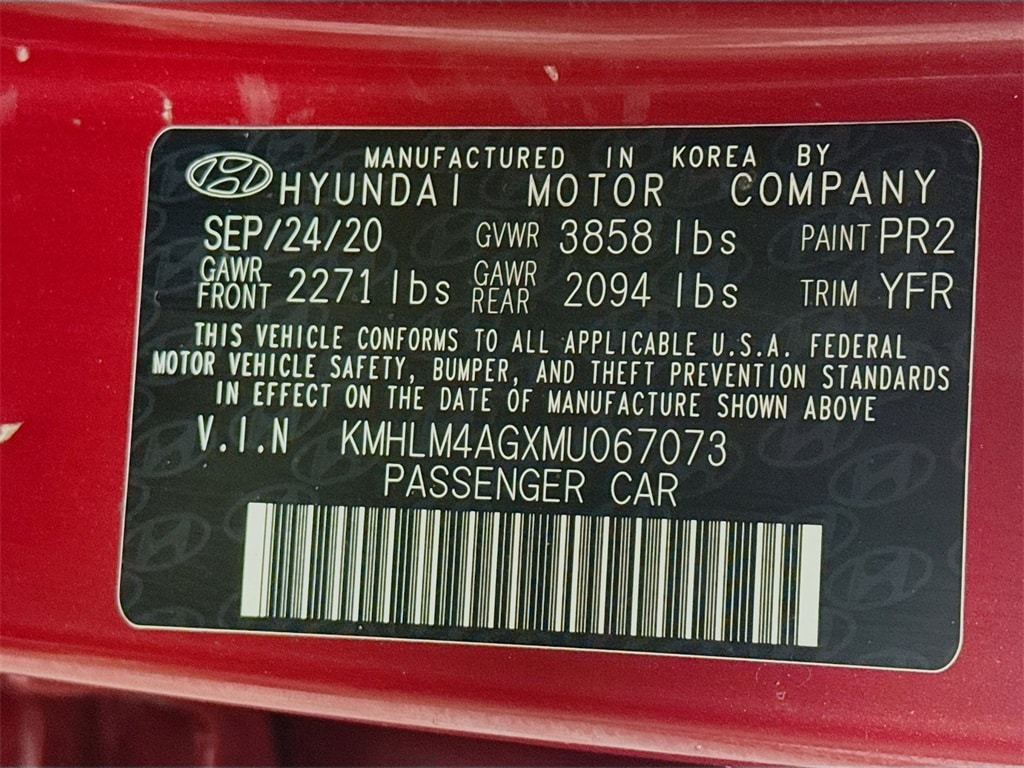 MANUFACTURED IN KOREA BY
HYUNDAI MOTOR COMPANY
SEP/24/20 GVWR 3858 lbs PAINT PR2
GAWR FRONT 2271 lbs GAWR REAR 2094 lbs TRIM YFR
THIS VEHICLE CONFORMS TO ALL APPLICABLE U.S.A. FEDERAL
MOTOR VEHICLE SAFETY, BUMPER, AND THEFT PREVENTION STANDARDS
IN EFFECT ON THE DATE OF MANUFACTURE SHOWN ABOVE
V.I.N KMHLM4AGXMU067073
PASSENGER CAR